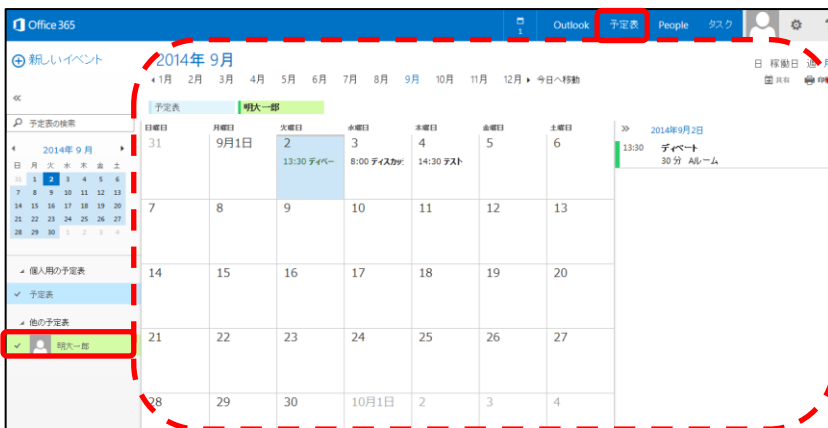 Office 365
1
Outlook 予定表 People タスク
新しいイベント
2014年 9月
1月 2月 3月 4月 5月 6月 7月 8月 9月 10月 11月 12月 今日へ移動
日 稼働日 週
共有
«
予定表 明大一郎
予定表の検索
日曜日 月曜日 火曜日 水曜日 木曜日 金曜日 土曜日
31 9月1日 2 3 4 5 6
13:30 ディベー 8:00 ディスカッ 14:30 テスト
» 2014年9月2日
13:30 ディベート
30 分 AIルーム
2014年 9月
日 月 火 水 木 金 土
31 1 2 3 4 5 6
7 8 9 10 11 12 13
14 15 16 17 18 19 20
21 22 23 24 25 26 27
28 29 30 1 2 3 4
7 8 9 10 11 12 13
個人用の予定表
予定表
14 15 16 17 18 19 20
他の予定表
明大一郎
21 22 23 24 25 26 27
28 29 30 10月1日 2 3 4